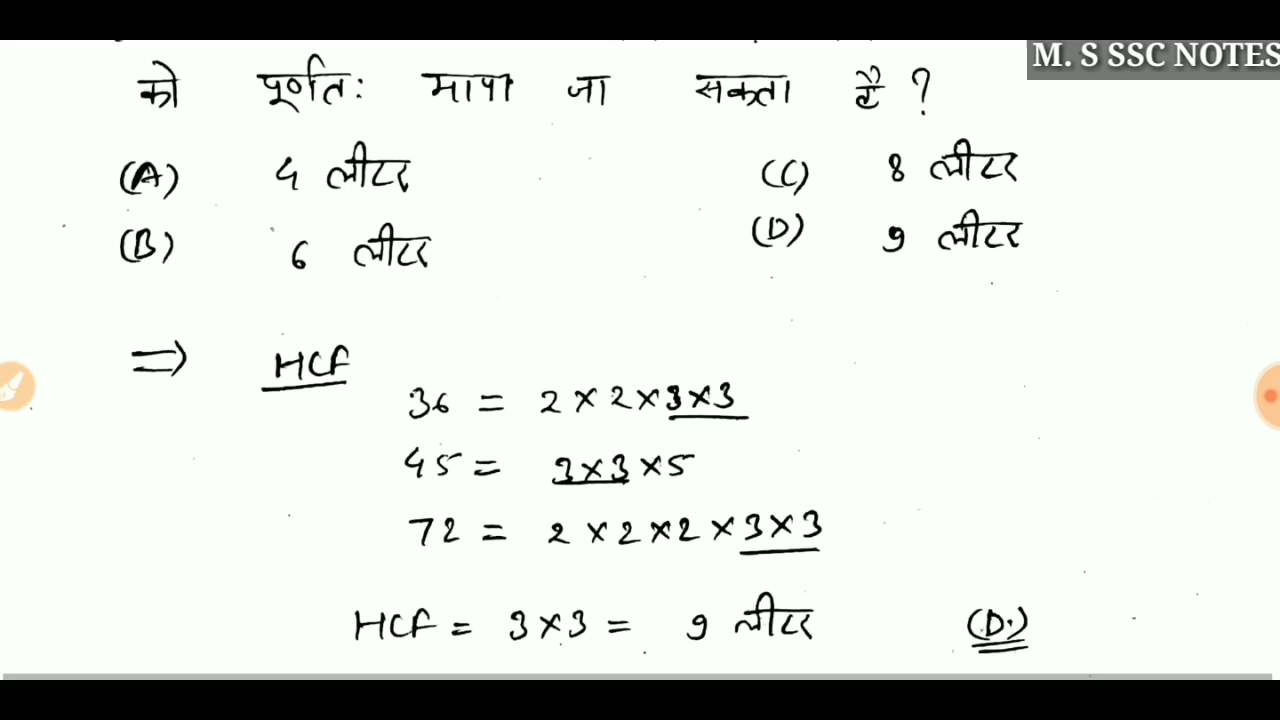 M. S SSC NOTES
को पूर्णतः मापा जा सकता है ?
(A) 4 लीटर (C) 8 लीटर
(B) 6 लीटर (D) 9 लीटर
⇒ HCF
36 = 2 × 2 × 3 × 3
45 = 3 × 3 × 5
72 = 2 × 2 × 2 × 3 × 3
HCF = 3 × 3 = 9 लीटर (D.)